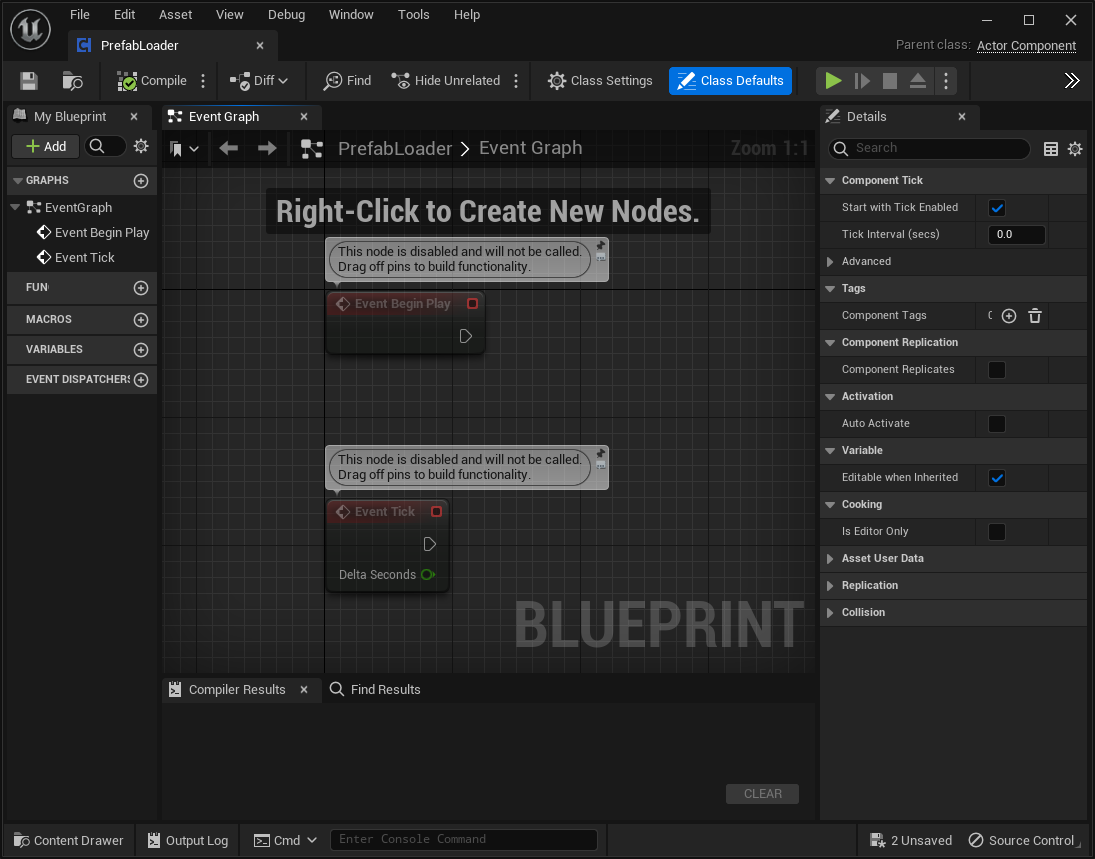 File Edit Asset View Debug Window Tools Help
PrefabLoader
Parent class: Actor Component
Compile Diff Find Hide Unrelated Class Settings Class Defaults
My Blueprint
Event Graph
Details
Add
PrefabLoader > Event Graph
Zoom 1:1
Search
GRAPHS
EventGraph
Event Begin Play
Event Tick
FUN
MACROS
VARIABLES
EVENT DISPATCHERS
Right-Click to Create New Nodes.
This node is disabled and will not be called.
Drag off pins to build functionality.
Event Begin Play
This node is disabled and will not be called.
Drag off pins to build functionality.
Event Tick
Delta Seconds
BLUEPRINT
Component Tick
Start with Tick Enabled
Tick Interval (secs) 0.0
Advanced
Tags
Component Tags
Component Replication
Component Replicates
Activation
Auto Activate
Variable
Editable when Inherited
Cooking
Is Editor Only
Asset User Data
Replication
Collision
Compiler Results
Find Results
CLEAR
Content Drawer Output Log Cmd Enter Console Command 2 Unsaved Source Control